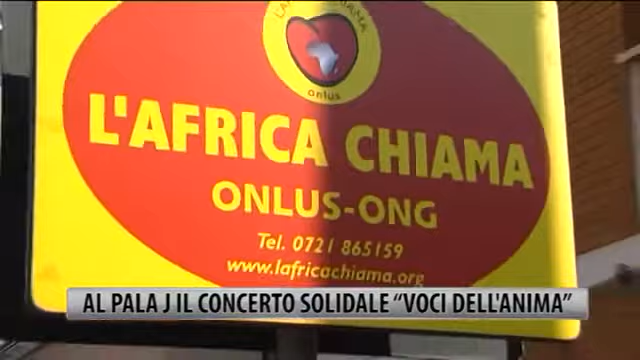 L'AFRICA CHIAMA
onlus
L'AFRICA CHIAMA
ONLUS-ONG
Tel. 0721 865159
www.lafricachiama.org
AL PALA J IL CONCERTO SOLIDALE “VOCI DELL'ANIMA”